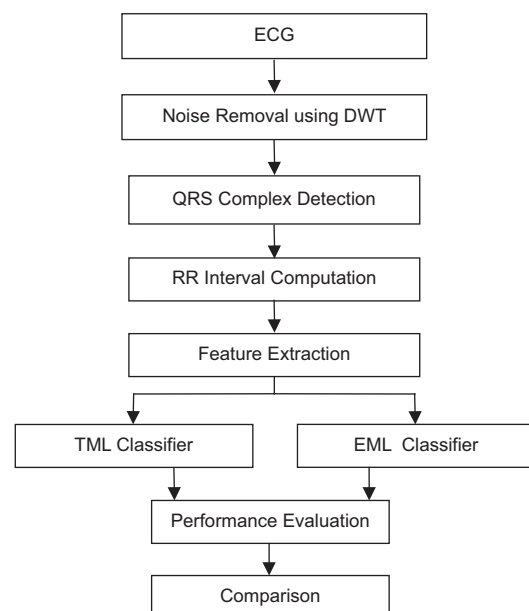 ECG
Noise Removal using DWT
QRS Complex Detection
RR Interval Computation
Feature Extraction
TML Classifier
EML Classifier
Performance Evaluation
Comparison